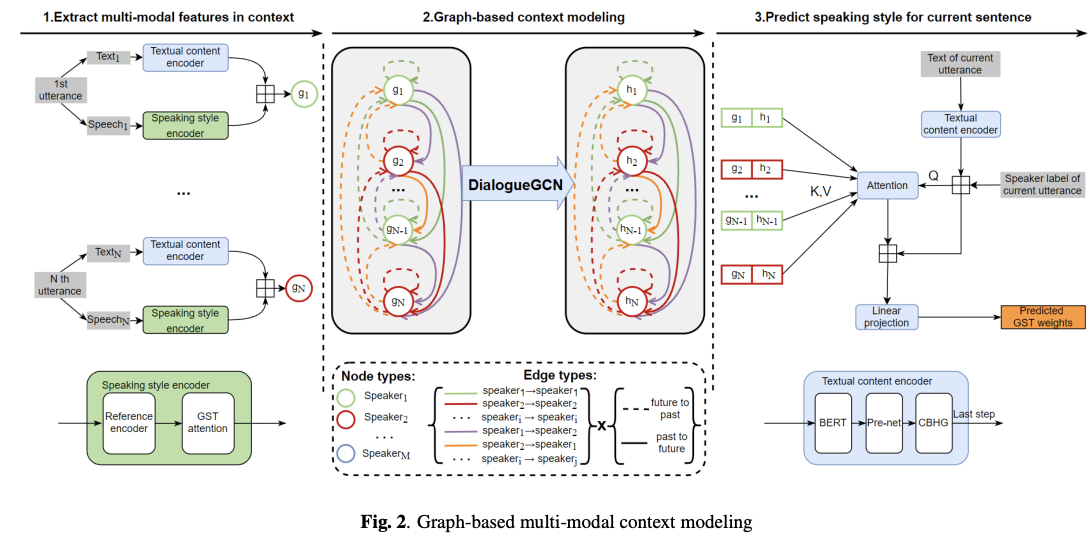 1.Extract multi-modal features in context
2.Graph-based context modeling
3.Predict speaking style for current sentence
Text1
Textual content
encoder
1st
utterance
g1
Speech1
Speaking style
encoder
...
TextN
Textual content
encoder
N th
utterance
gN
SpeechN
Speaking style
encoder
Speaking style encoder
Reference
encoder
GST
attention
g1
g2
...
gN-1
gN
DialogueGCN
h1
h2
...
hN-1
hN
Node types:
Speaker1
Speaker2
...
SpeakerM
Edge types:
speaker1→speaker1
speaker2→speaker2
... speakeri → speakeri
speaker1→speaker2
speaker2→speaker1
... speakeri → speakerj
x
future to
past
past to
future
Text of current
utterance
Textual
content encoder
g1 h1
g2 h2
...
gN-1 hN-1
gN hN
K,V
Attention
Q
Speaker label of
current utterance
Linear
projection
Predicted
GST weights
Textual content encoder
BERT
Pre-net
CBHG
Last step
Fig. 2. Graph-based multi-modal context modeling